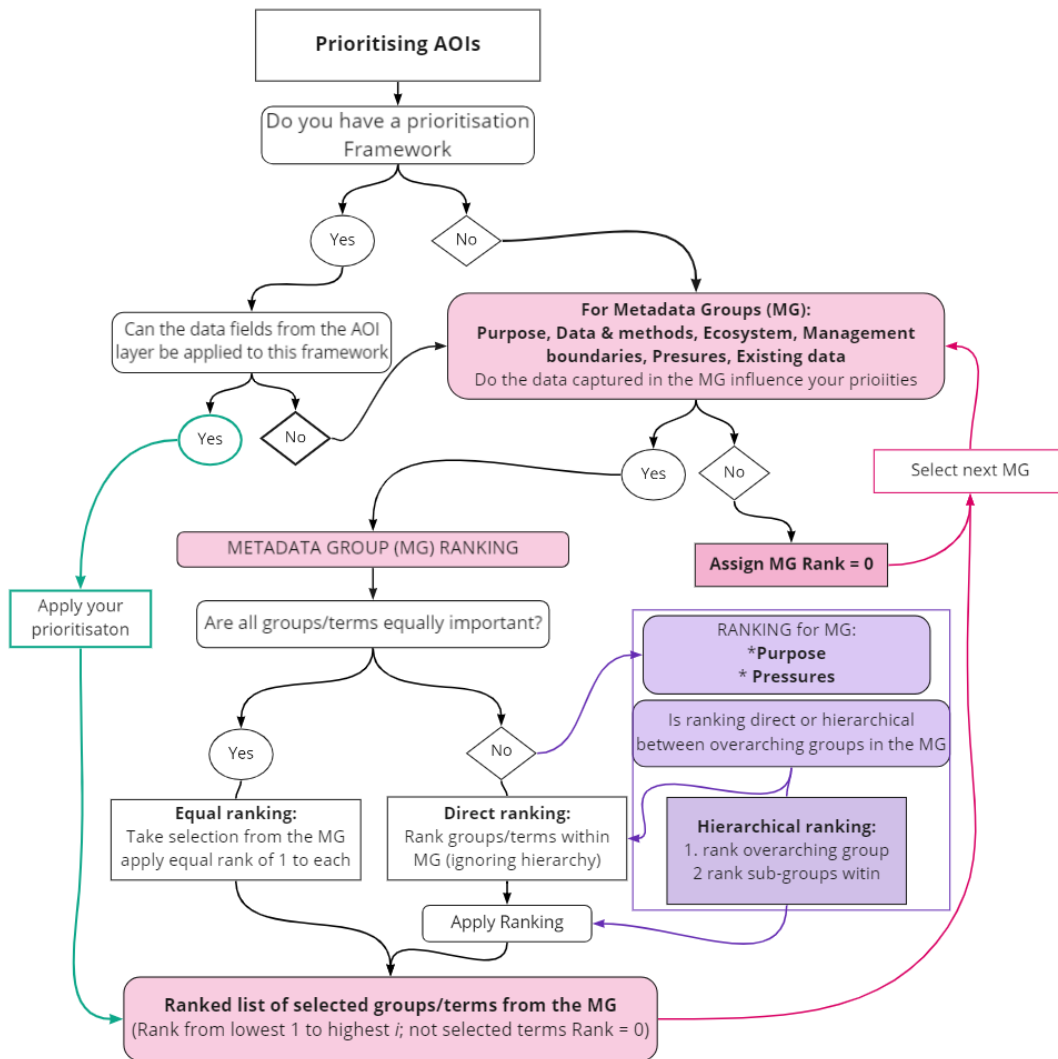 Prioritising AOIs
Do you have a prioritisation
Framework
Yes
No
Can the data fields from the AOI
layer be applied to this framework
For Metadata Groups (MG):
Purpose, Data & methods, Ecosystem, Management
boundaries, Presures, Existing data
Do the data captured in the MG influence your prioiities
Yes
No
Yes
No
Select next MG
METADATA GROUP (MG) RANKING
Assign MG Rank = 0
Apply your
prioritisaton
Are all groups/terms equally important?
RANKING for MG:
*Purpose
* Pressures
Is ranking direct or hierarchical
between overarching groups in the MG
Yes
No
Equal ranking:
Take selection from the MG
apply equal rank of 1 to each
Direct ranking:
Rank groups/terms within
MG (ignoring hierarchy)
Hierarchical ranking:
1. rank overarching group
2 rank sub-groups witin
Apply Ranking
Ranked list of selected groups/terms from the MG
(Rank from lowest 1 to highest i; not selected terms Rank = 0)